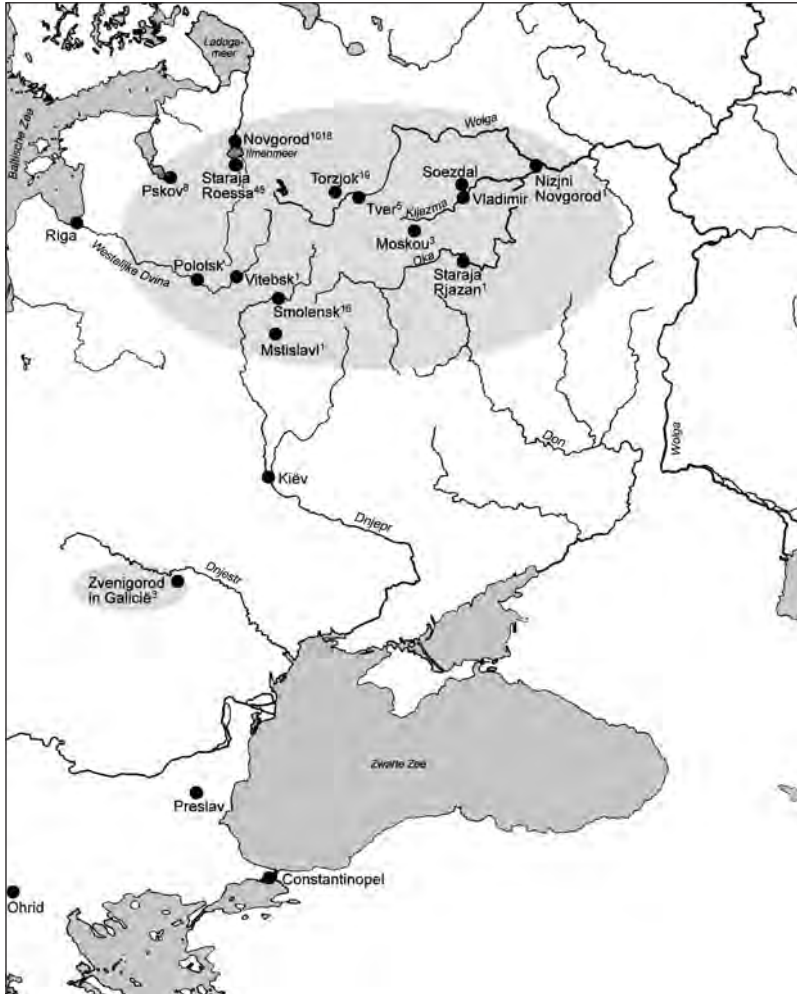 Ladoga-
meer
Baltische Zee
Novgorod¹⁰¹⁸
Ilmenmeer
Staraja
Roessa⁴⁵
Pskov⁸
Wolga
Torzjok¹⁹
Tver⁵
Soezdal
Kljezma
Vladimir
Nizjni
Novgorod¹
Riga
Moskou³
Oka
Staraja
Rjazan¹
Westelijke Dvina
Polotsk
Vitebsk¹
Smolensk¹⁶
Mstislavl¹
Don
Wolga
Kiëv
Dnjepr
Zvenigorod
in Galicië³
Dnjestr
Zwarte Zee
Preslav
Constantinopel
Ohrid